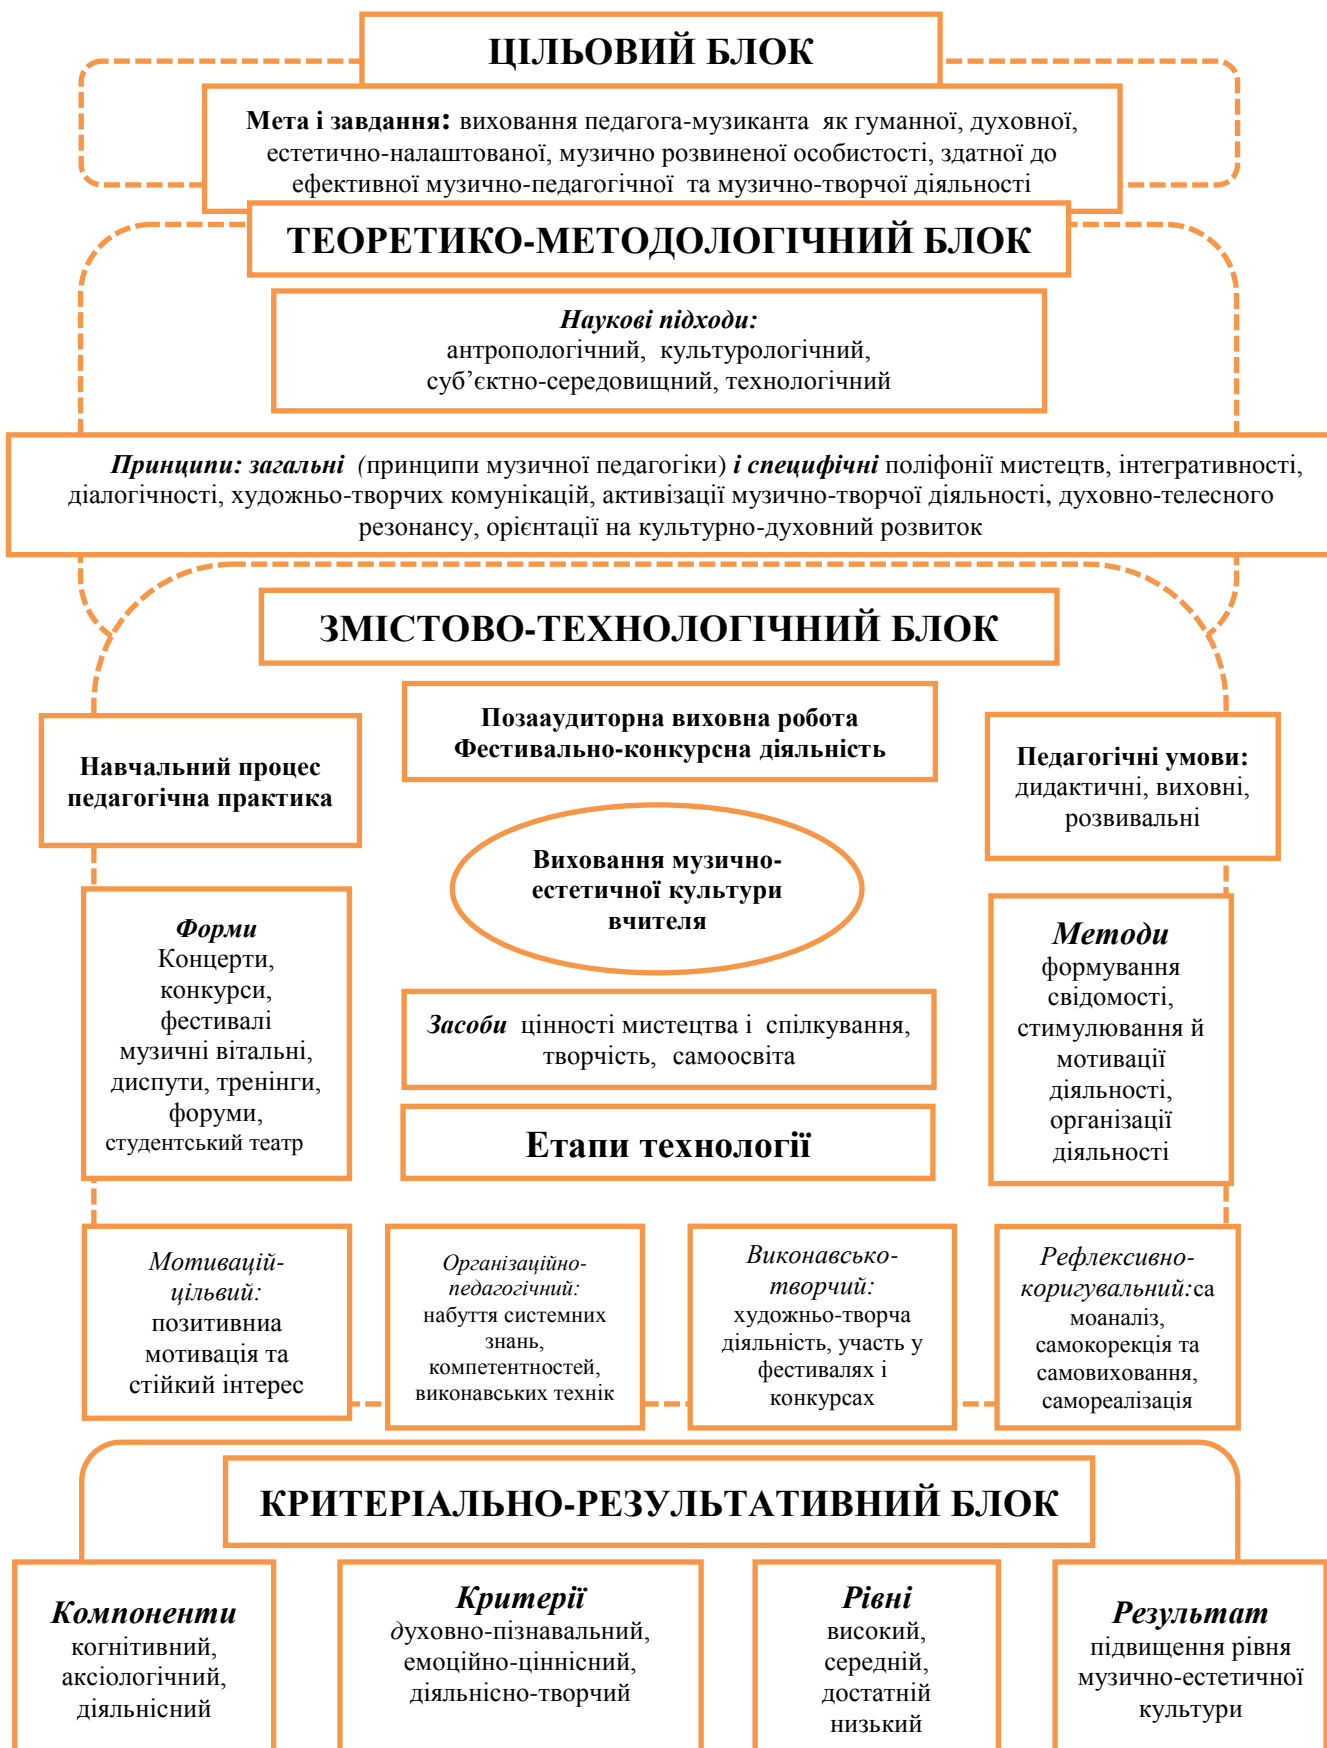 ЦІЛЬОВИЙ БЛОК
Мета і завдання: виховання педагога-музиканта як гуманної, духовної,
естетично-налаштованої, музично розвиненої особистості, здатної до
ефективної музично-педагогічної та музично-творчої діяльності
ТЕОРЕТИКО-МЕТОДОЛОГІЧНИЙ БЛОК
Наукові підходи:
антропологічний, культурологічний,
суб’єктно-середовищний, технологічний
Принципи: загальні (принципи музичної педагогіки) і специфічні поліфонії мистецтв, інтегративності,
діалогічності, художньо-творчих комунікацій, активізації музично-творчої діяльності, духовно-телесного
резонансу, орієнтації на культурно-духовний розвиток
ЗМІСТОВО-ТЕХНОЛОГІЧНИЙ БЛОК
Навчальний процес
педагогічна практика
Позааудиторна виховна робота
Фестивально-конкурсна діяльність
Педагогічні умови:
дидактичні, виховні,
розвивальні
Виховання музично-
естетичної культури
вчителя
Форми
Концерти,
конкурси,
фестивалі
музичні вітальні,
диспути, тренінги,
форуми,
студентський театр
Засоби цінності мистецтва і спілкування,
творчість, самоосвіта
Методи
формування
свідомості,
стимулювання й
мотивації
діяльності,
організації
діяльності
Етапи технології
Мотивацій-
цільвий:
позитивниа
мотивація та
стійкий інтерес
Організаційно-
педагогічний:
набуття системних
знань,
компетентностей,
виконавських технік
Виконавсько-
творчий:
художньо-творча
діяльність, участь у
фестивалях і
конкурсах
Рефлексивно-
коригувальний:са
моаналіз,
самокорекція та
самовиховання,
самореалізація
КРИТЕРІАЛЬНО-РЕЗУЛЬТАТИВНИЙ БЛОК
Компоненти
когнітивний,
аксіологічний,
діяльнісний
Критерії
духовно-пізнавальний,
емоційно-ціннісний,
діяльнісно-творчий
Рівні
високий,
середній,
достатній
низький
Результат
підвищення рівня
музично-естетичної
культури